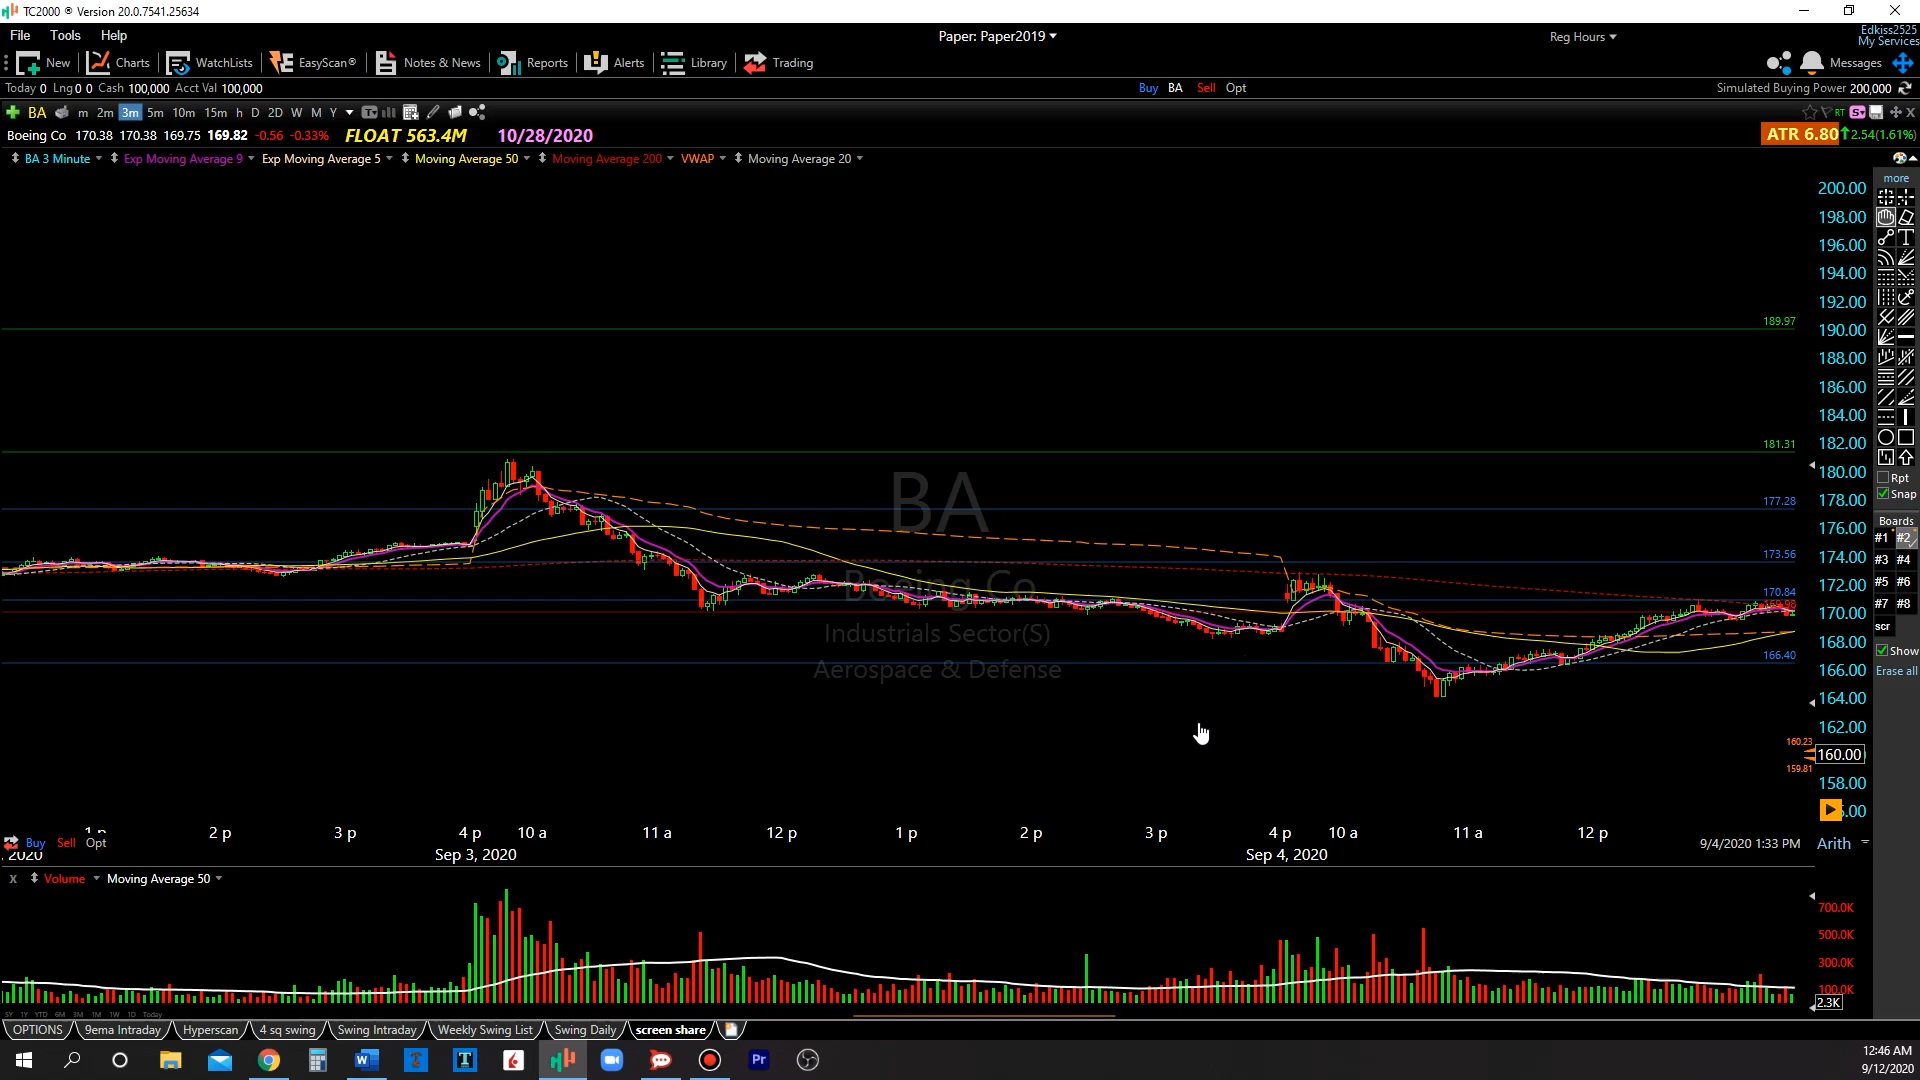 TC2000 ® Version 20.0.7541.25634
File Tools Help Paper: Paper2019 Reg Hours Edkiss2525
My Services
New Charts WatchLists EasyScan® Notes & News Reports Alerts Library Trading Messages
Today 0 Lng 0 0 Cash 100,000 Acct Val 100,000 Buy BA Sell Opt Simulated Buying Power 200,000
BA m 2m 3m 5m 10m 15m h D 2D W M Y RT
Boeing Co 170.38 170.38 169.75 169.82 -0.56 -0.33% FLOAT 563.4M 10/28/2020 ATR 6.80 2.54(1.61%)
BA 3 Minute Exp Moving Average 9 Exp Moving Average 5 Moving Average 50 Moving Average 200 VWAP Moving Average 20
more
200.00
198.00
196.00
194.00
192.00
189.97
190.00
188.00
186.00
184.00
181.31
182.00
180.00
177.28
178.00
176.00
173.56
174.00
172.00
170.84
169.98
170.00
168.00
166.40
166.00
164.00
162.00
160.23
160.00
159.81
158.00
BA
Boeing Co
Industrials Sector(S)
Aerospace & Defense
Rpt
Snap
Boards
#1 #2
#3 #4
#5 #6
#7 #8
scr
Show
Erase all
2 p 3 p 4 p 10 a 11 a 12 p 1 p 2 p 3 p 4 p 10 a 11 a 12 p
Buy Sell Opt 9/4/2020 1:33 PM Arith
, 2020 Sep 3, 2020 Sep 4, 2020
x Volume Moving Average 50
700.0K
500.0K
300.0K
100.0K
2.3K
5Y 1Y YTD 6M 3M 1M 1W 1D Today
OPTIONS 9ema Intraday Hyperscan 4 sq swing Swing Intraday Weekly Swing List Swing Daily screen share
Pr
12:46 AM
9/12/2020